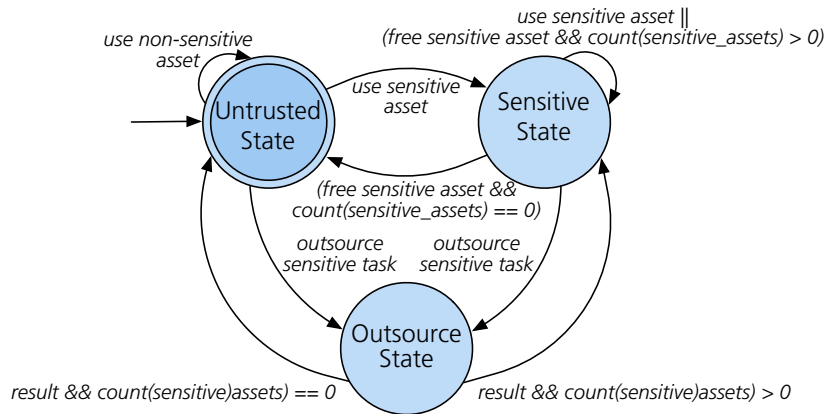 use sensitive asset ||
(free sensitive asset && count(sensitive_assets) > 0)
use non-sensitive
asset
Untrusted
State
use sensitive
asset
Sensitive
State
(free sensitive asset &&
count(sensitive_assets) == 0)
outsource
sensitive task
outsource
sensitive task
Outsource
State
result && count(sensitive)assets) == 0
result && count(sensitive)assets) > 0